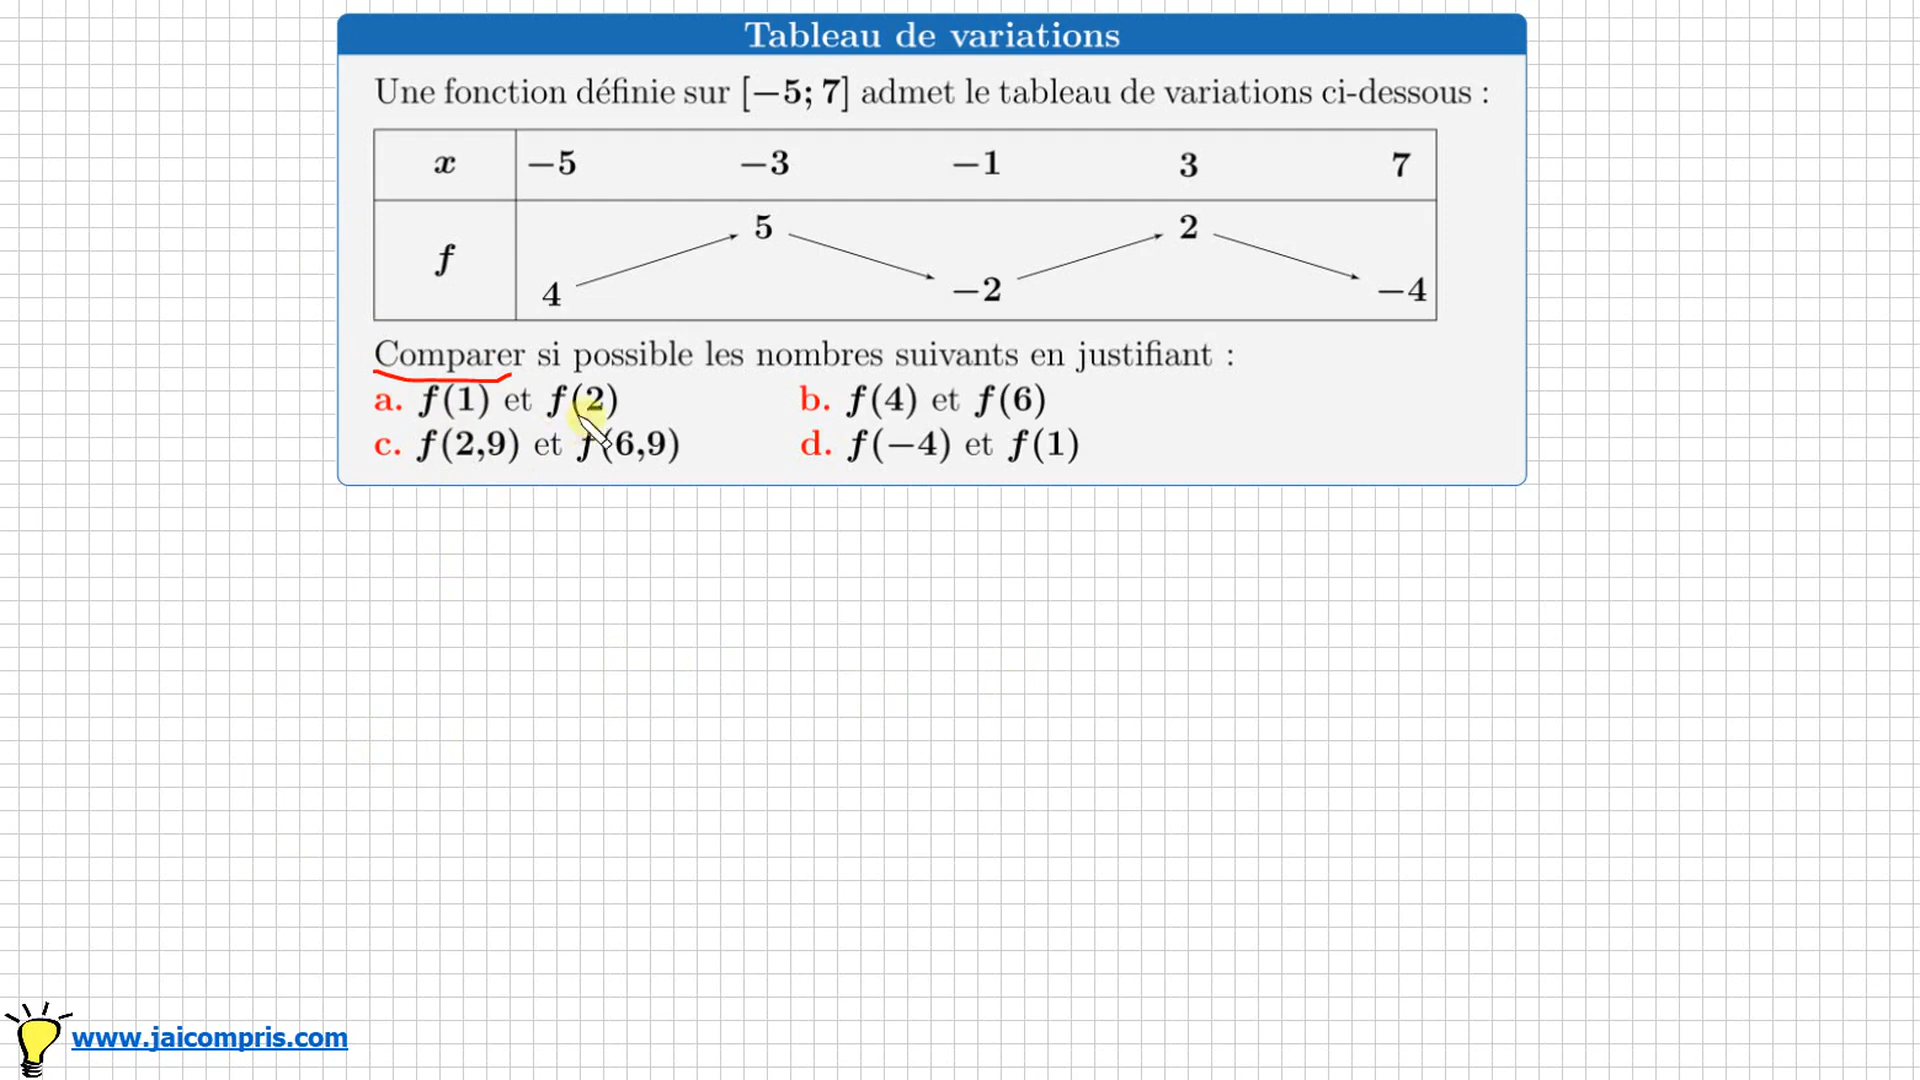 Tableau de variations
Une fonction définie sur [−5; 7] admet le tableau de variations ci-dessous :
x −5 −3 −1 3 7
5 2
f
4 −2 −4
Comparer si possible les nombres suivants en justifiant :
a. f(1) et f(2) b. f(4) et f(6)
c. f(2,9) et f(6,9) d. f(−4) et f(1)
www.jaicompris.com